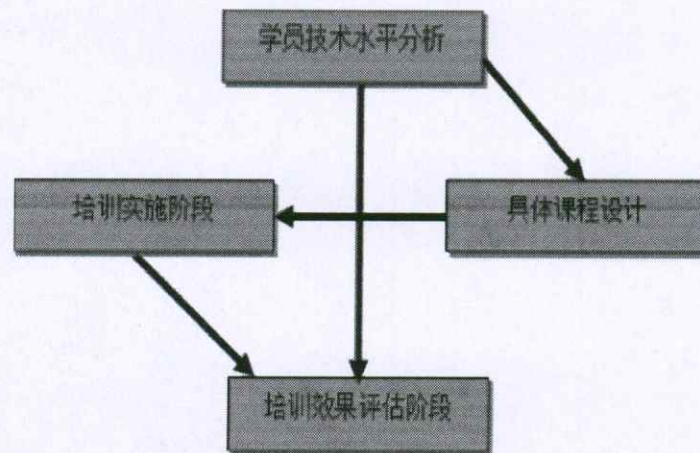 学员技术水平分析
培训实施阶段
具体课程设计
培训效果评估阶段